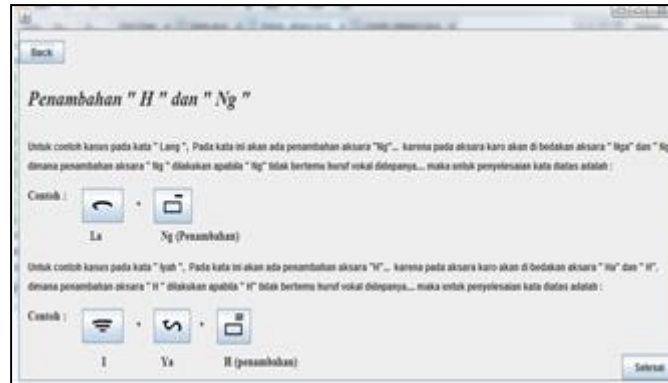 Back
Penambahan " H " dan " Ng "
Untuk contoh kasus pada kata " Lang ", Pada kata ini akan ada penambahan aksara "Ng"... karena pada aksara karo akan di bedakan aksara " Nga" dan " Ng
dimana penambahan aksara " Ng " dilakukan apabila " Ng" tidak bertemu huruf vokal didepanya.... maka untuk penyelesaian kata diatas adalah :
Contoh :
La Ng (Penambahan)
Untuk contoh kasus pada kata " Iyah ", Pada kata ini akan ada penambahan aksara "H"... karena pada aksara karo akan di bedakan aksara " Ha" dan " H".
dimana penambahan aksara " H " dilakukan apabila " H" tidak bertemu huruf vokal didepanya.... maka untuk penyelesaian kata diatas adalah :
Contoh :
I Ya H (penambahan)
Selesai